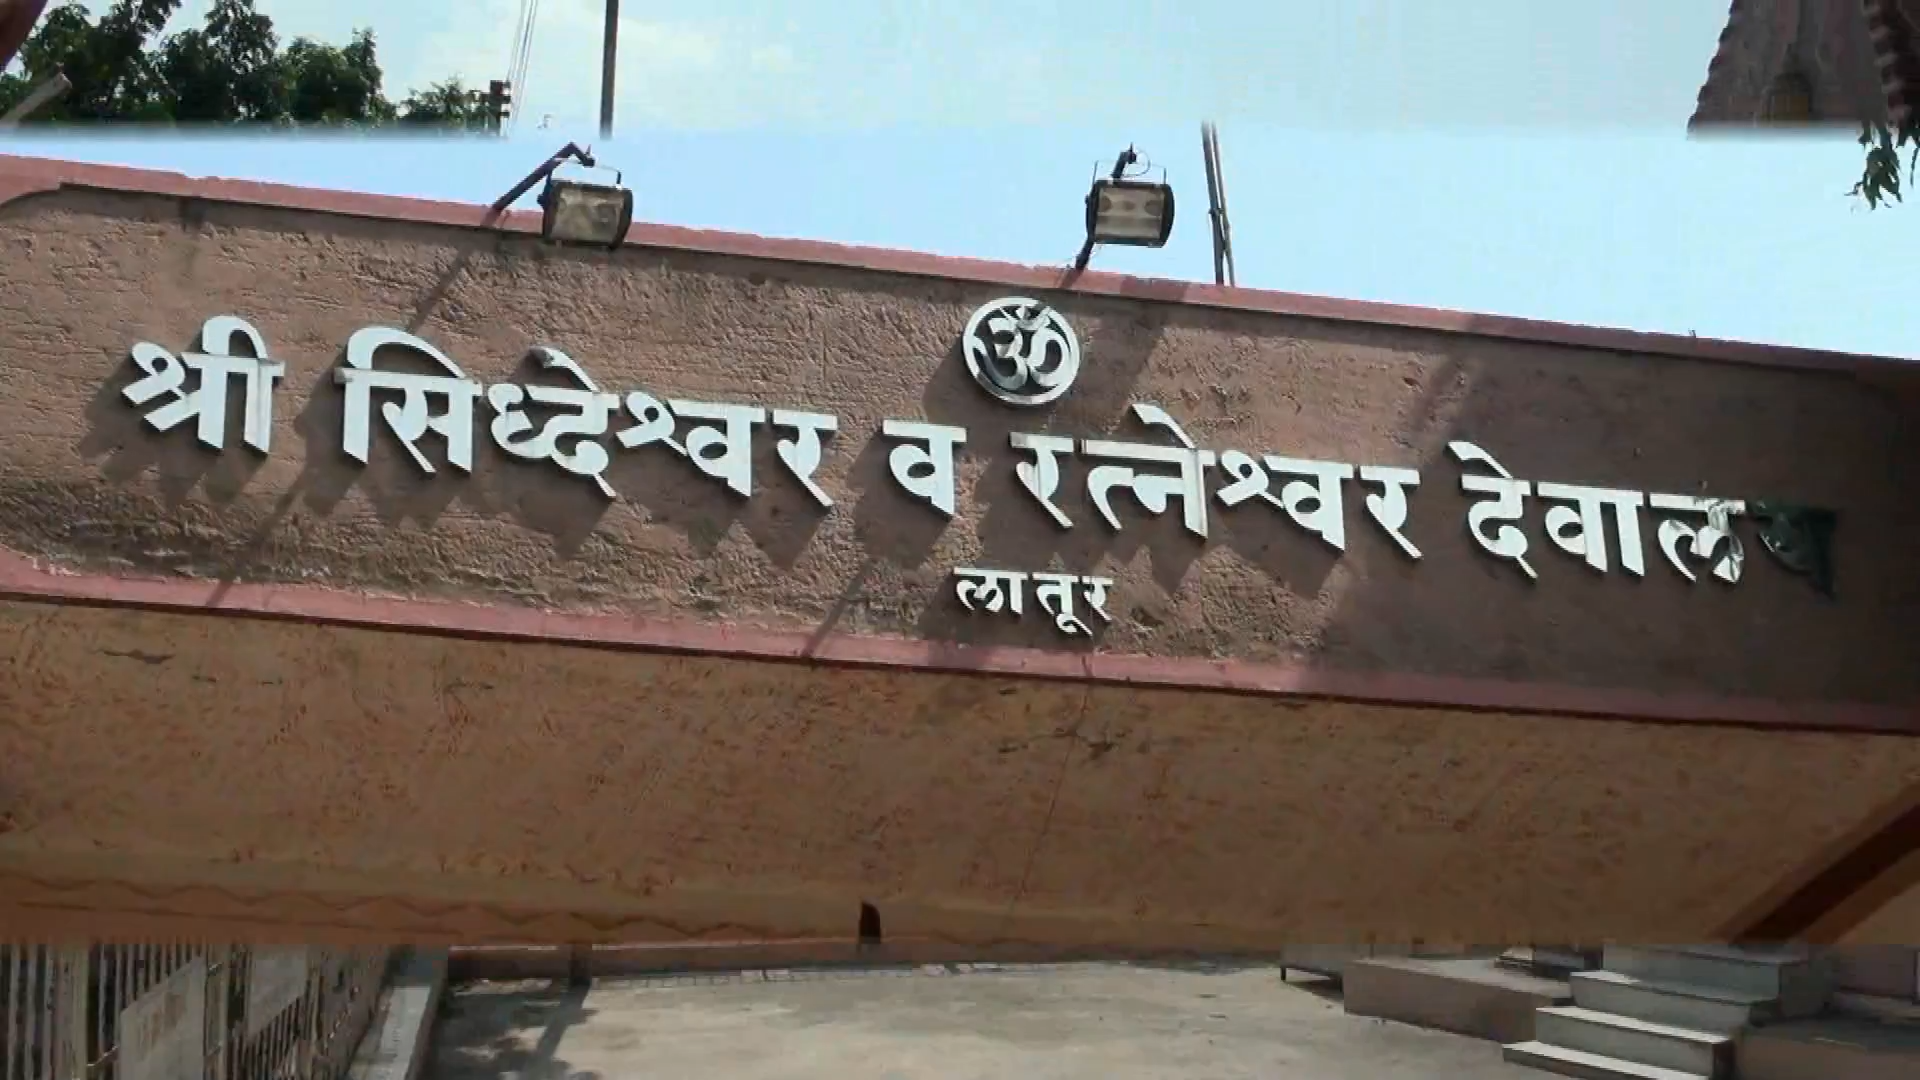 ॐ
श्री सिध्देश्वर व रत्नेश्वर देवालय
लातूर